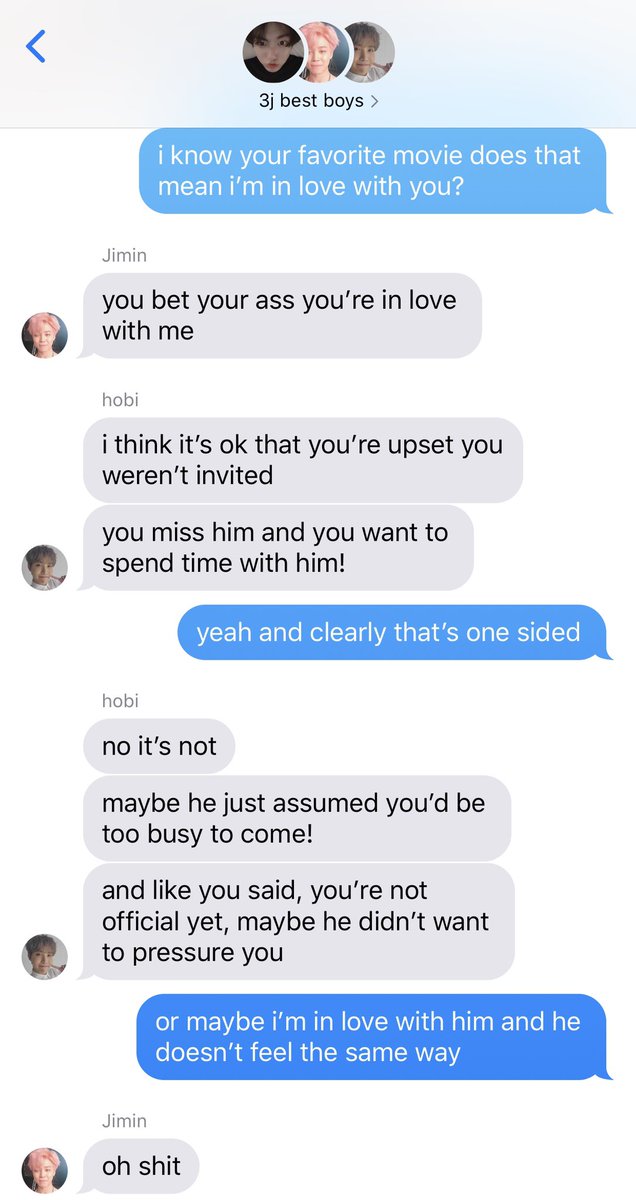 3j best boys
i know your favorite movie does that
mean i’m in love with you?
Jimin
you bet your ass you’re in love
with me
hobi
i think it’s ok that you’re upset you
weren’t invited
you miss him and you want to
spend time with him!
yeah and clearly that’s one sided
hobi
no it’s not
maybe he just assumed you’d be
too busy to come!
and like you said, you’re not
official yet, maybe he didn’t want
to pressure you
or maybe i’m in love with him and he
doesn’t feel the same way
Jimin
oh shit